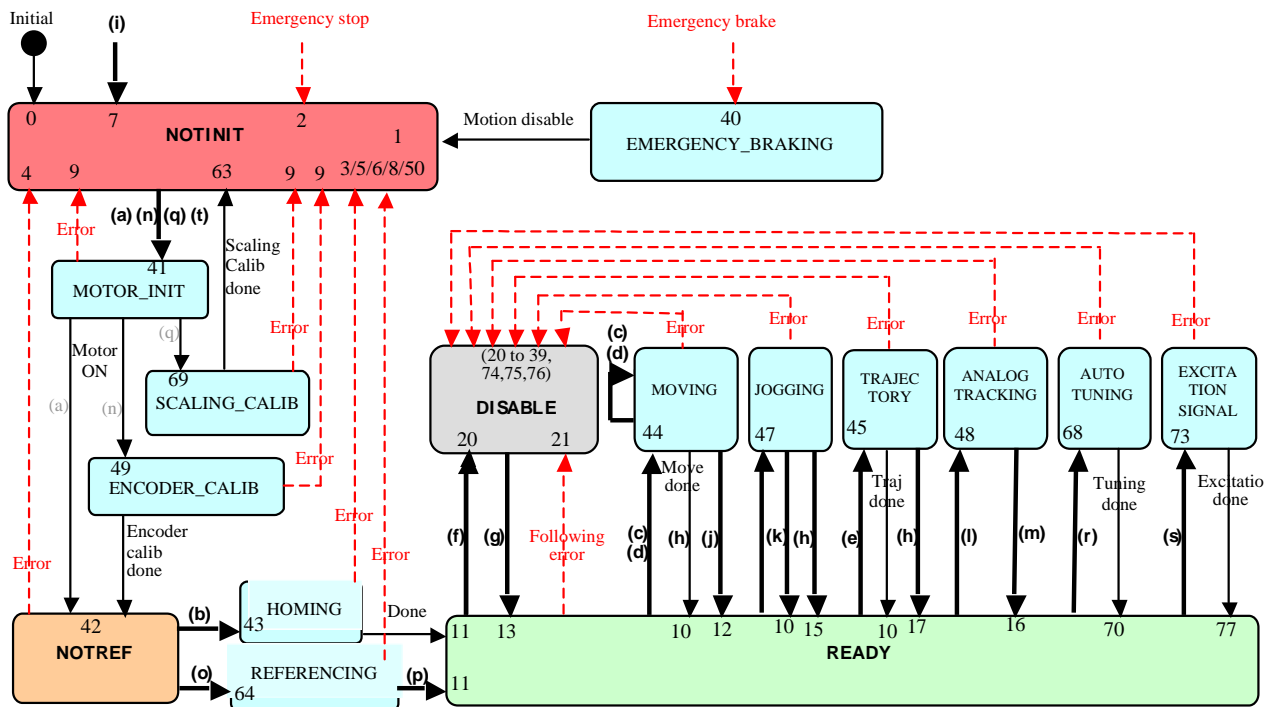 Initial
(i)
Emergency stop
Emergency brake
0
7
2
NOTINIT
1
4
9
63
9
9
3/5/6/8/50
Motion disable
40
EMERGENCY_BRAKING
(a) (n) (q) (t)
Error
Scaling
Calib
done
41
MOTOR_INIT
(q)
Motor
ON
(a)
(n)
69
SCALING_CALIB
Error
49
ENCODER_CALIB
Error
Encoder
calib
done
Error
Error
Error
42
NOTREF
(b)
43
HOMING
Done
(o)
64
REFERENCING
(p)
(20 to 39,
74,75,76)
DISABLE
20
21
(c)
(d)
Error
MOVING
44
Error
JOGGING
47
Error
TRAJEC
TORY
45
Error
ANALOG
TRACKING
48
Error
AUTO
TUNING
68
Error
EXCITA
TION
SIGNAL
73
(f)
(g)
Following
error
(c)
(d)
Move
done
(h)
(j)
(k)
(h)
(e)
Traj
done
(h)
(l)
(m)
(r)
Tuning
done
(s)
Excitatio
done
11
13
10
12
10
15
10
17
16
70
77
READY
11